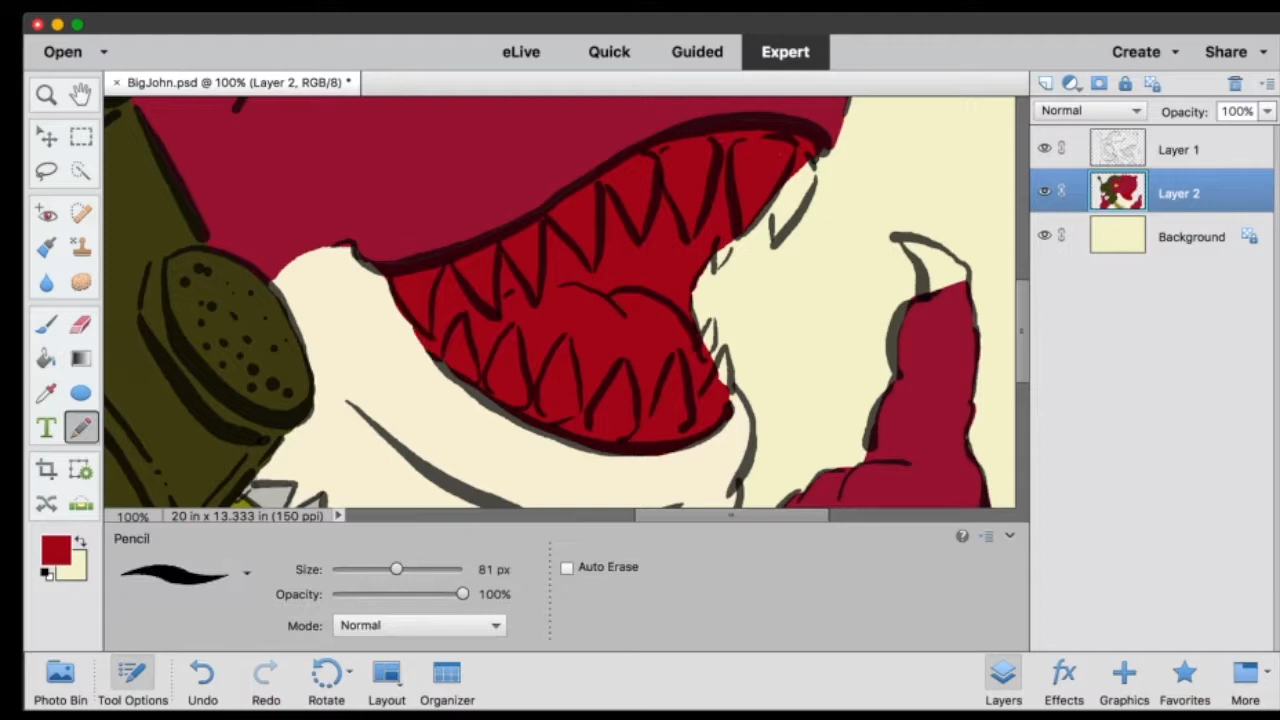 Open
eLive Quick Guided Expert
Create Share
× BigJohn.psd @ 100% (Layer 2, RGB/8) *
Normal Opacity: 100%
Layer 1
Layer 2
Background
T
100% 20 in x 13.333 in (150 ppi)
Pencil
Size: 81 px
Opacity: 100%
Mode: Normal
Auto Erase
Photo Bin Tool Options Undo Redo Rotate Layout Organizer
Layers fx Effects Graphics Favorites More